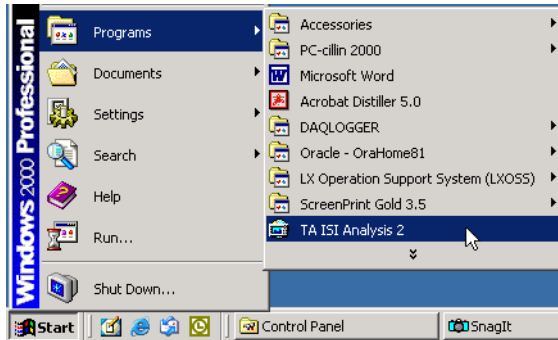 Windows 2000 Professional
Programs
Documents
Settings
Search
Help
Run...
Shut Down...
Accessories
PC-cillin 2000
Microsoft Word
Acrobat Distiller 5.0
DAQLOGGER
Oracle - OraHome81
LX Operation Support System (LXOSS)
ScreenPrint Gold 3.5
TA ISI Analysis 2
Start
Control Panel
SnagIt